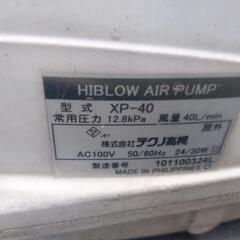 HIBLOW AIR PUMP
型式 XP-40
常用圧力 12.8kPa 風量 40L/min
JET 株式会社テクノ高槻 屋外
AC100V 50/60Hz 24/30W
製造番号 101100324L
MADE IN PHILIPPINES